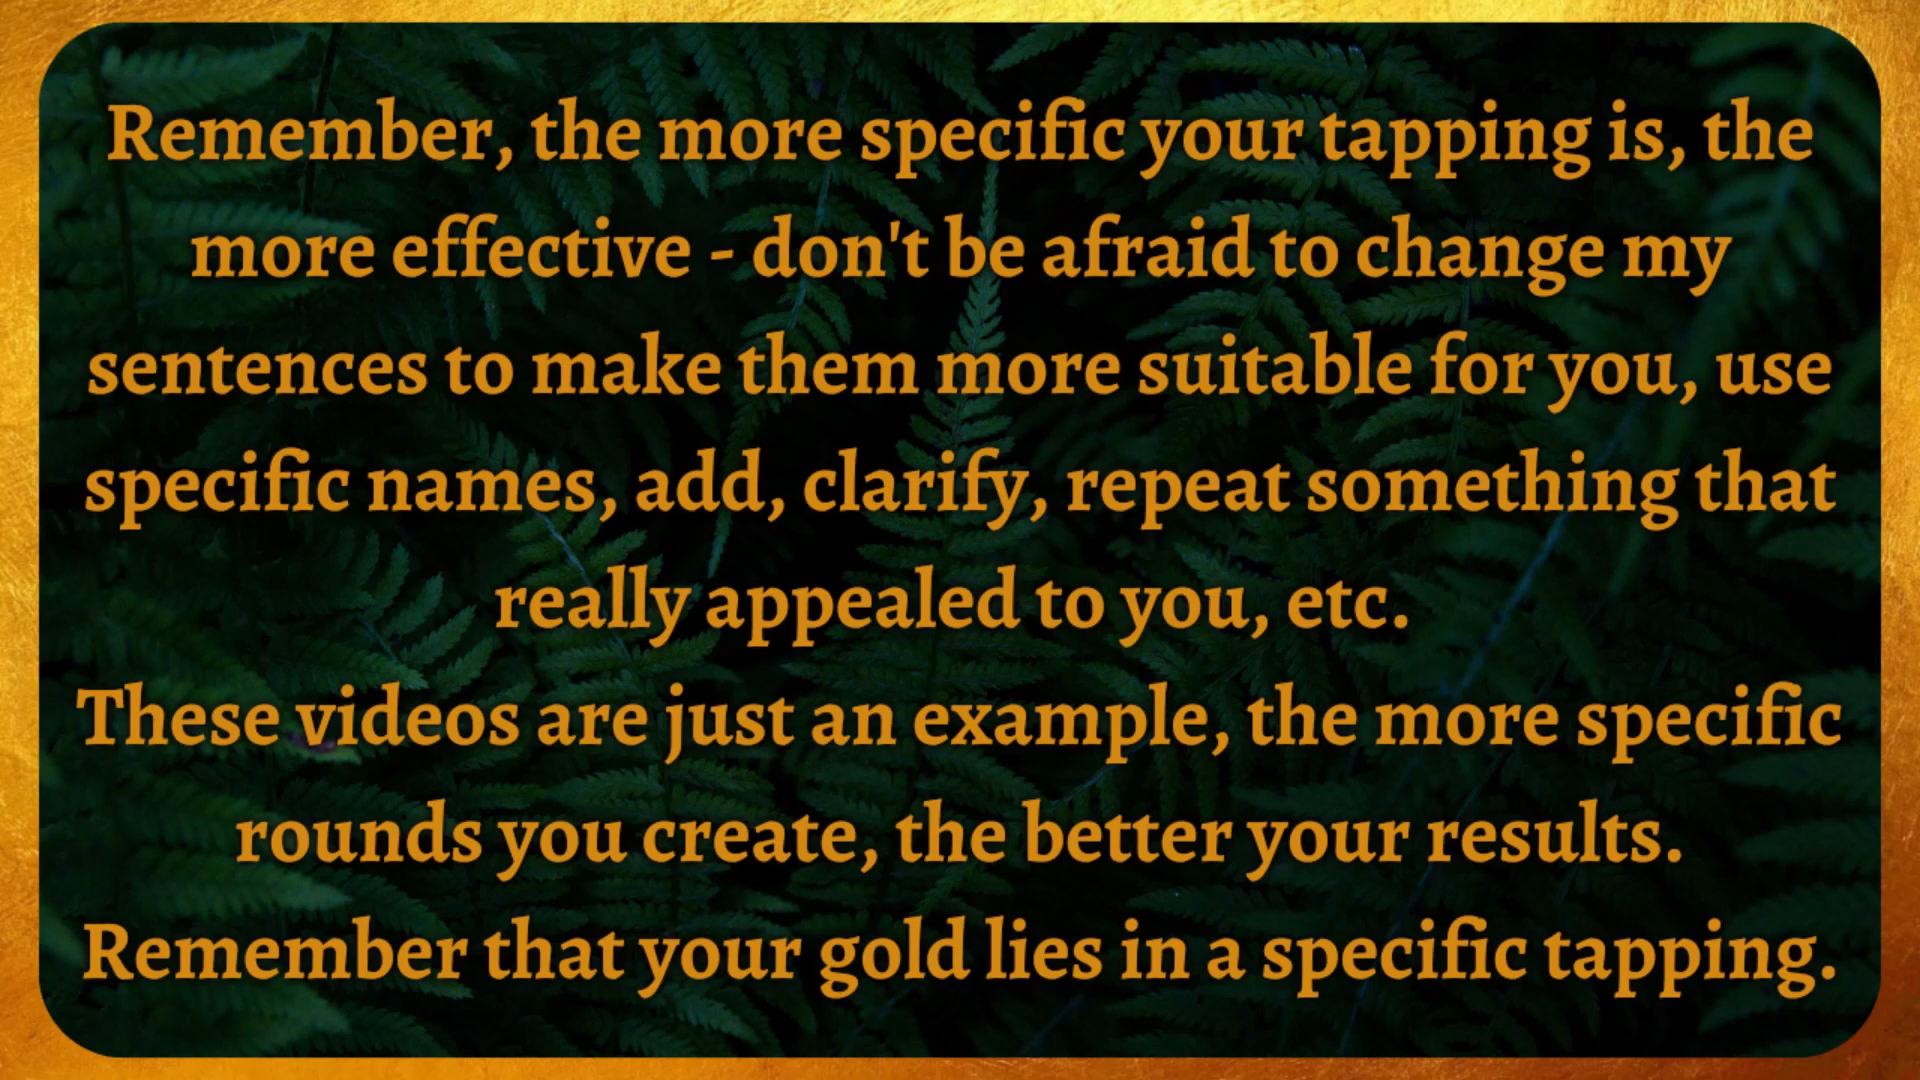 Remember, the more specific your tapping is, the
more effective - don't be afraid to change my
sentences to make them more suitable for you, use
specific names, add, clarify, repeat something that
really appealed to you, etc.
These videos are just an example, the more specific
rounds you create, the better your results.
Remember that your gold lies in a specific tapping.